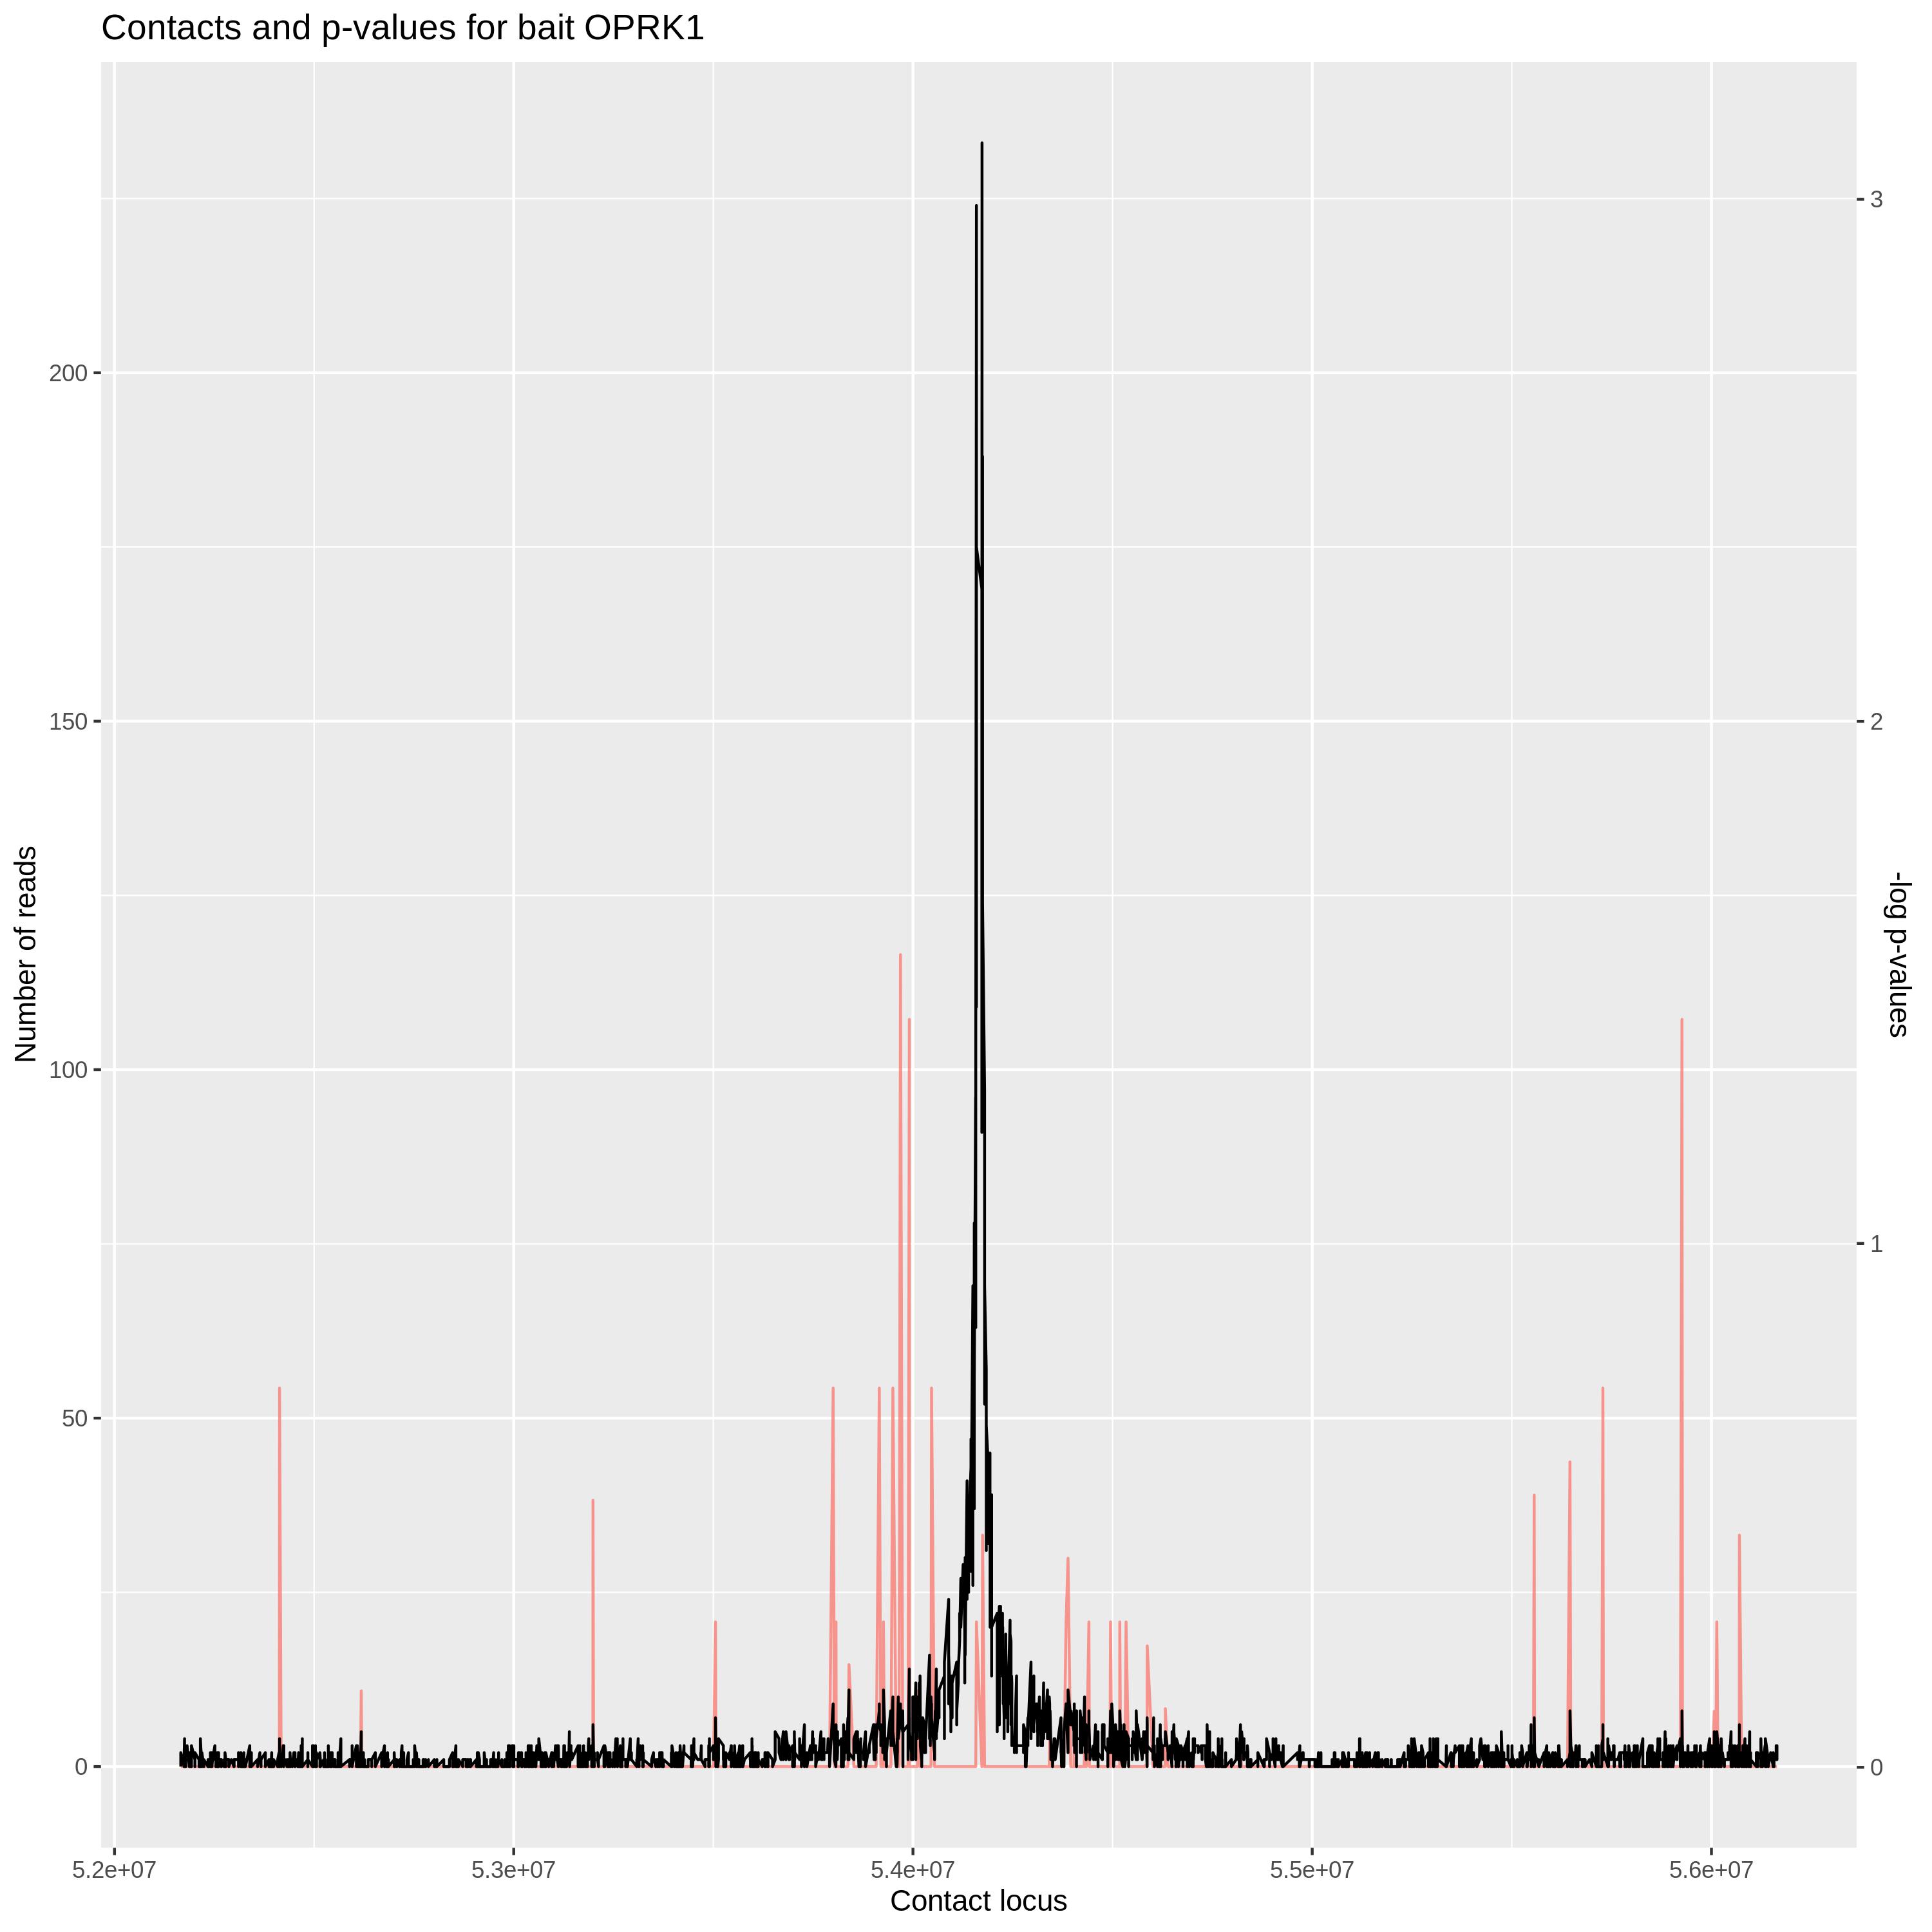 Contacts and p-values for bait OPRK1
200
150
100
50
0
Number of reads
3
2
1
0
-log p-values
5.2e+07
5.3e+07
5.4e+07
5.5e+07
5.6e+07
Contact locus